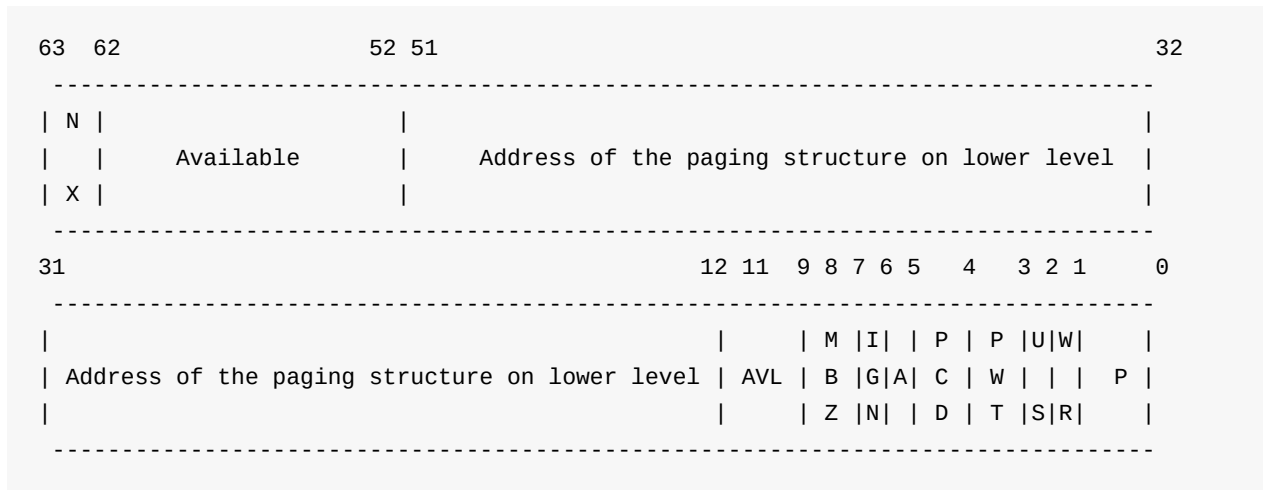 63  62                  52 51                                                      32
 --------------------------------------------------------------------------------
| N |                     |                                                      |
|   |     Available       |     Address of the paging structure on lower level  |
| X |                     |                                                      |
 --------------------------------------------------------------------------------
31                                                12 11  9 8 7 6 5   4   3 2 1     0
 --------------------------------------------------------------------------------
|                                                 |     | M |I| | P | P |U|W|    |
| Address of the paging structure on lower level | AVL | B |G|A| C | W | | |  P |
|                                                 |     | Z |N| | D | T |S|R|    |
 --------------------------------------------------------------------------------